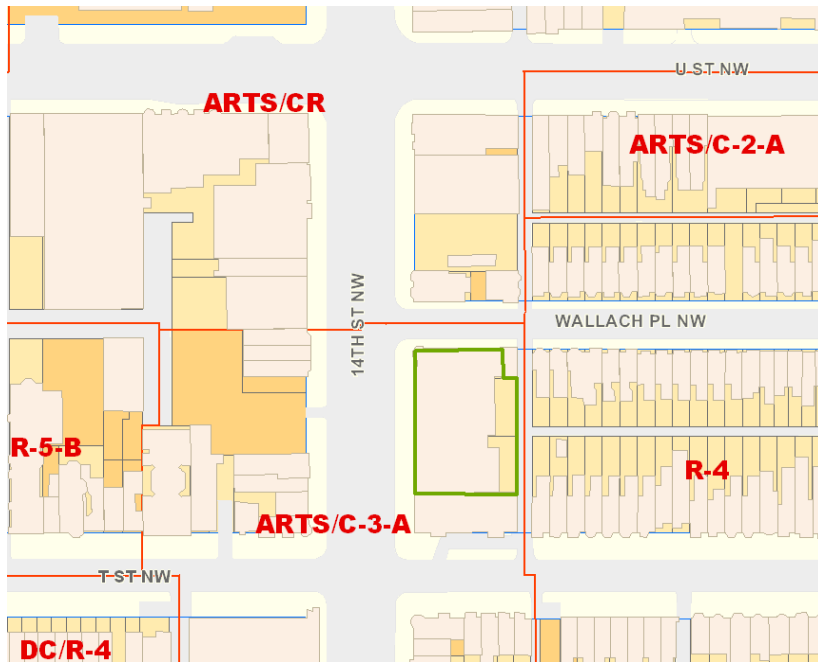 U ST NW
ARTS/CR
ARTS/C-2-A
14TH ST NW
WALLACH PL NW
R-5-B
R-4
ARTS/C-3-A
T ST NW
DC/R-4